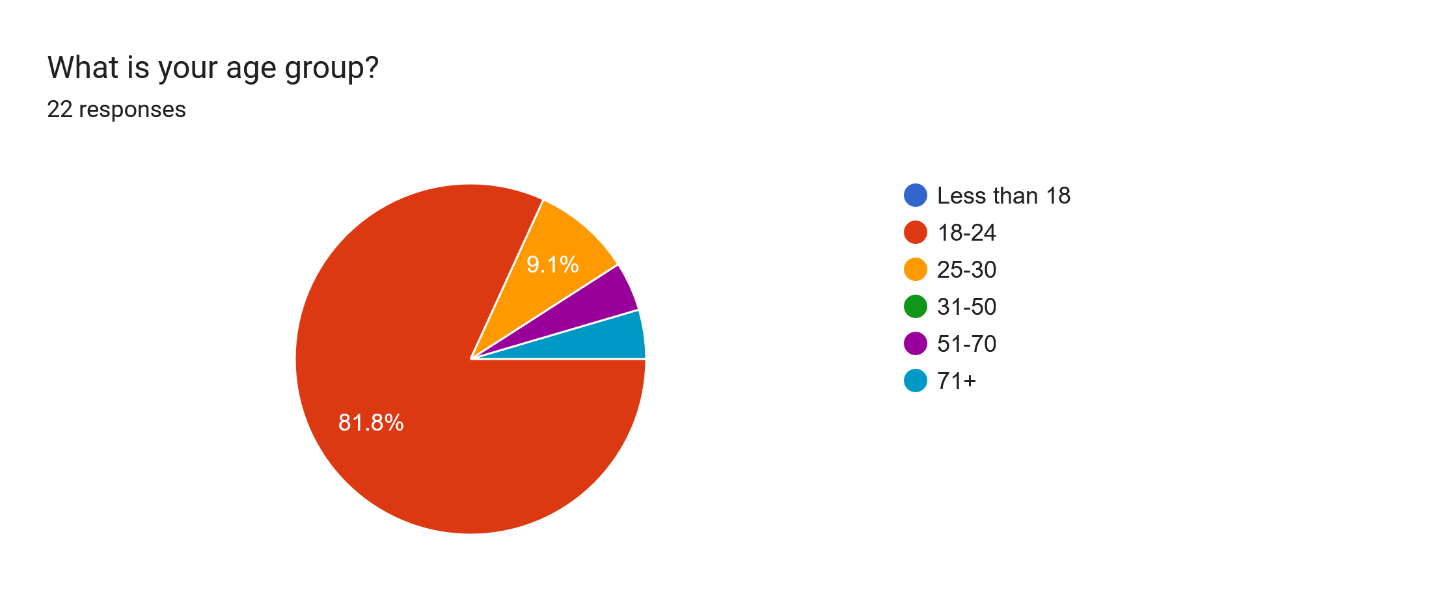 What is your age group?
22 responses
Less than 18
18-24
25-30
31-50
51-70
71+
9.1%
81.8%